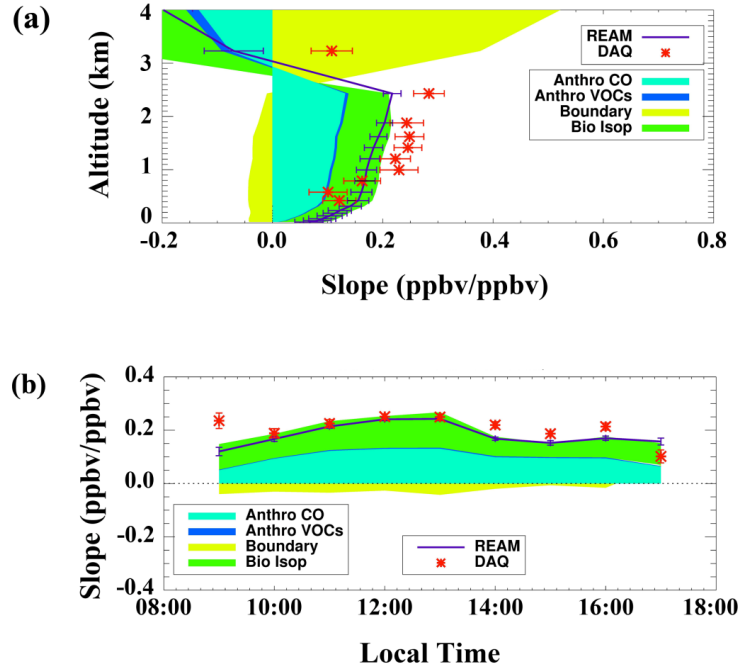 (a)
Altitude (km)
4
3
2
1
0
REAM
DAQ
Anthro CO
Anthro VOCs
Boundary
Bio Isop
-0.2 0.0 0.2 0.4 0.6 0.8
Slope (ppbv/ppbv)
(b)
Slope (ppbv/ppbv)
0.4
0.2
0.0
-0.2
-0.4
Anthro CO
Anthro VOCs
Boundary
Bio Isop
REAM
DAQ
08:00 10:00 12:00 14:00 16:00 18:00
Local Time